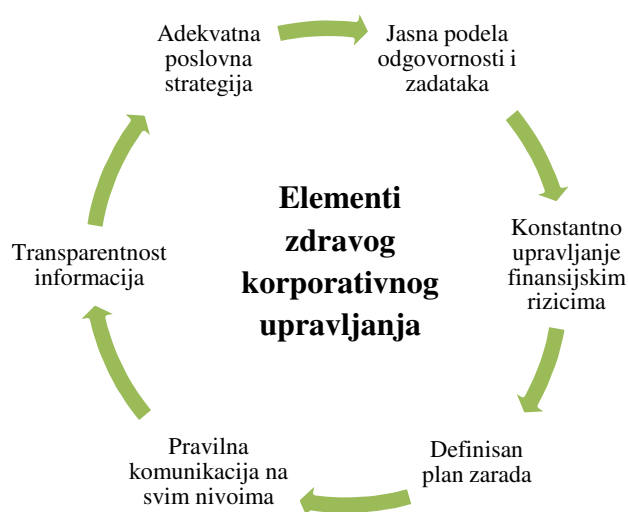 Adekvatna
poslovna
strategija
Jasna podela
odgovornosti i
zadataka
Konstantno
upravljanje
finansijskim
rizicima
Definisan
plan zarada
Pravilna
komunikacija na
svim nivoima
Transparentnost
informacija
Elementi
zdravog
korporativnog
upravljanja